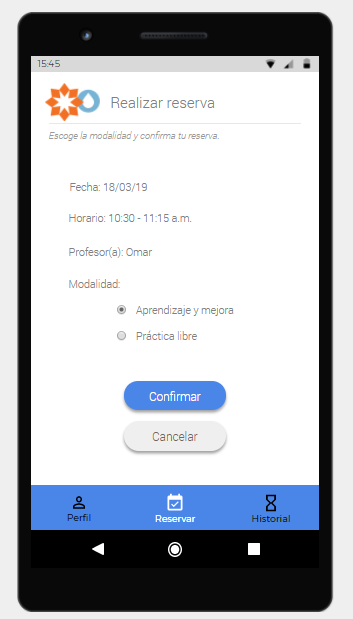 15:45
Realizar reserva
Escoge la modalidad y confirma tu reserva.
Fecha: 18/03/19
Horario: 10:30 - 11:15 a.m.
Profesor(a): Omar
Modalidad:
Aprendizaje y mejora
Práctica libre
Confirmar
Cancelar
Perfil
Reservar
Historial